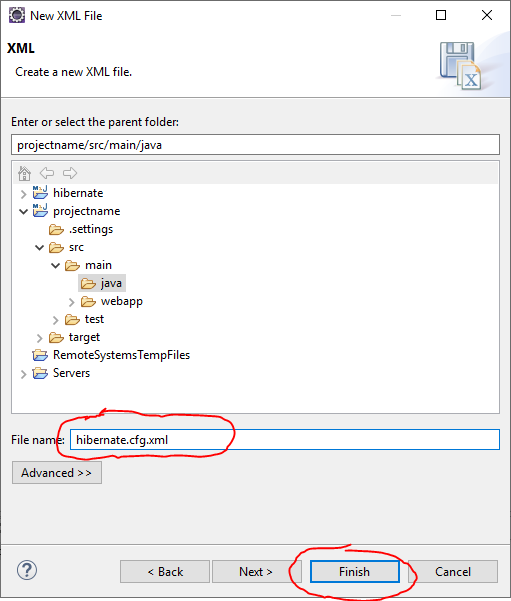 New XML File
XML
Create a new XML file.
Enter or select the parent folder:
projectname/src/main/java
hibernate
projectname
.settings
src
main
java
webapp
test
target
RemoteSystemsTempFiles
Servers
File name: hibernate.cfg.xml
Advanced >>
? < Back Next > Finish Cancel